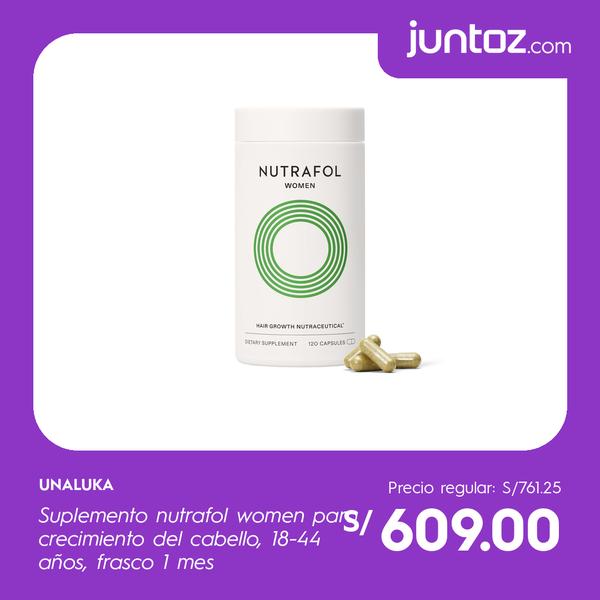 juntoz.com
NUTRAFOL
WOMEN
HAIR GROWTH NUTRACEUTICAL
DIETARY SUPPLEMENT 120 CAPSULES
UNALUKA
Suplemento nutrafol women para
crecimiento del cabello, 18-44
años, frasco 1 mes
Precio regular: S/761.25
S/ 609.00